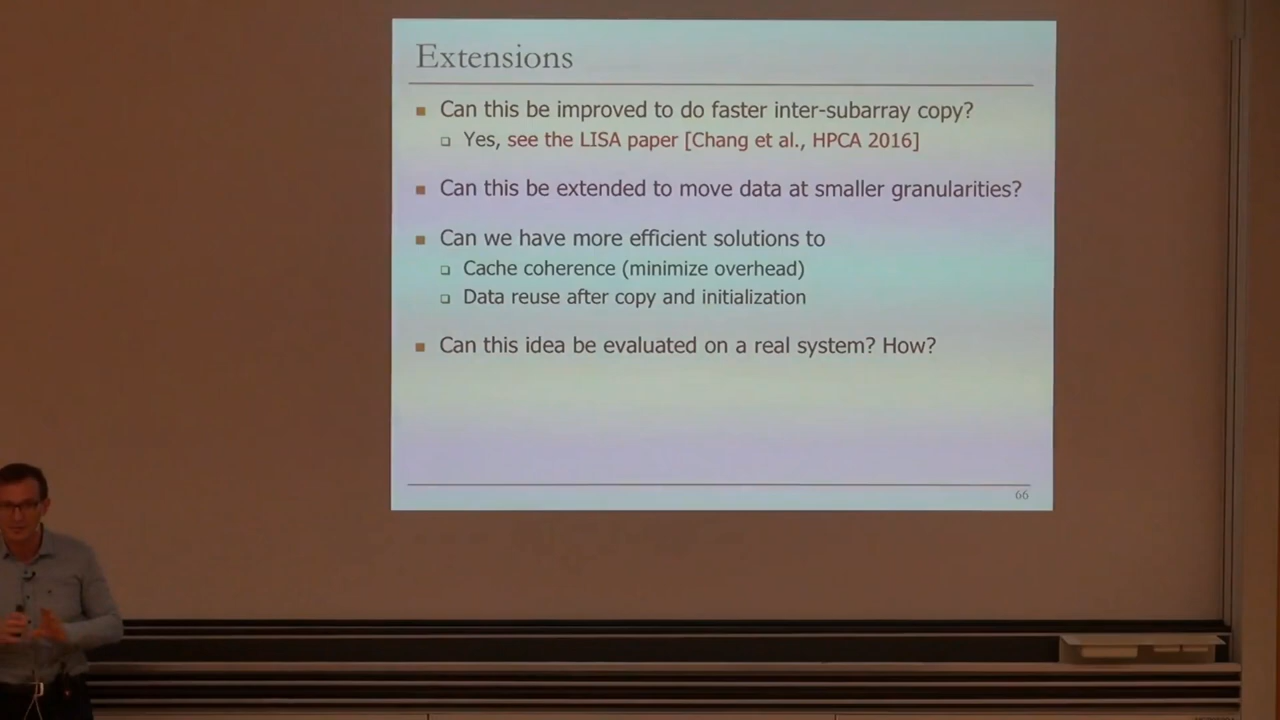 Extensions
Can this be improved to do faster inter-subarray copy?
Yes, see the LISA paper [Chang et al., HPCA 2016]
Can this be extended to move data at smaller granularities?
Can we have more efficient solutions to
Cache coherence (minimize overhead)
Data reuse after copy and initialization
Can this idea be evaluated on a real system? How?
66